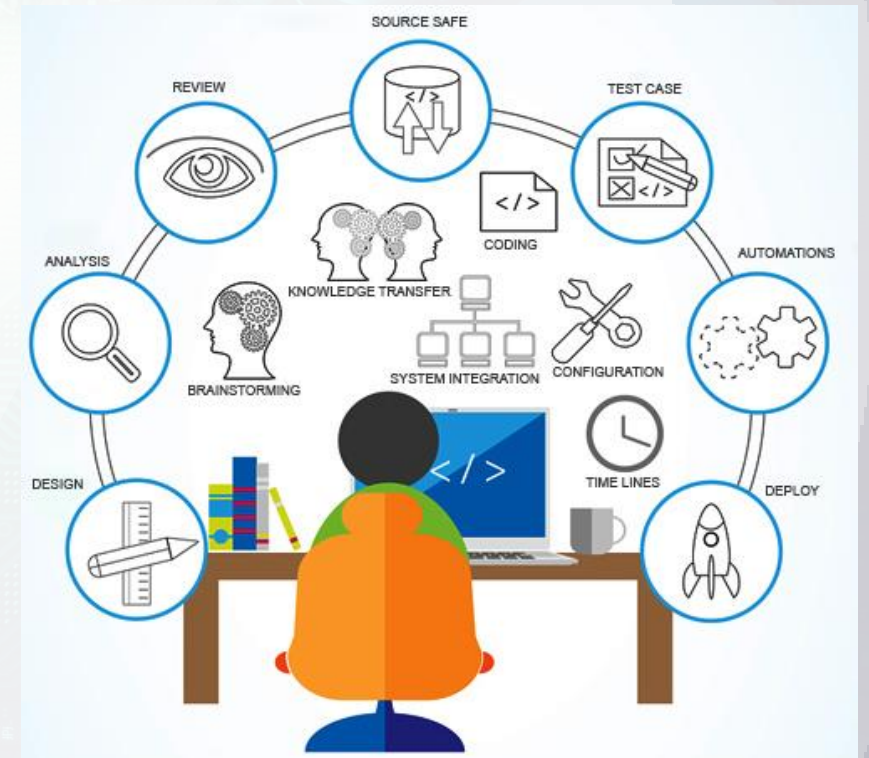 SOURCE SAFE
REVIEW
TEST CASE
</>
</>
</>
CODING
ANALYSIS
AUTOMATIONS
KNOWLEDGE TRANSFER
SYSTEM INTEGRATION
CONFIGURATION
BRAINSTORMING
</>
DESIGN
TIME LINES
DEPLOY